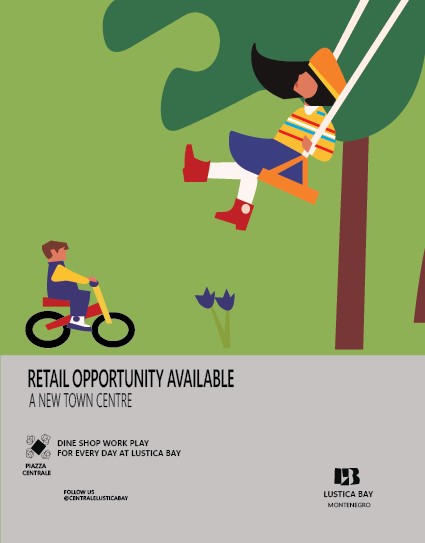 RETAIL OPPORTUNITY AVAILABLE
A NEW TOWN CENTRE
DINE SHOP WORK PLAY
FOR EVERY DAY AT LUSTICA BAY
PIAZZA
CENTRALE
FOLLOW US
@CENTRALELUSTICABAY
LUSTICA BAY
MONTENEGRO